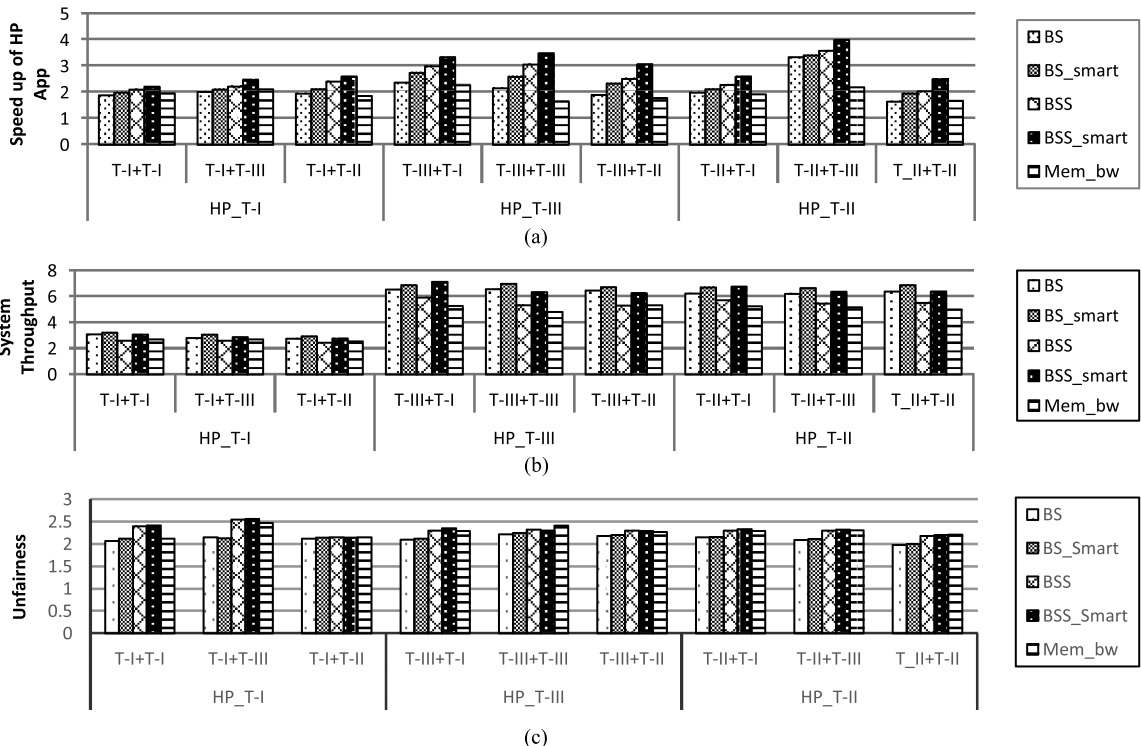 Speed up of HP
App
5
4
3
2
1
0
T-I+T-I T-I+T-III T-I+T-II T-III+T-I T-III+T-III T-III+T-II T-II+T-I T-II+T-III T_II+T-II
HP_T-I HP_T-III HP_T-II
BS
BS_smart
BSS
BSS_smart
Mem_bw
(a)
System
Throughput
8
6
4
2
0
T-I+T-I T-I+T-III T-I+T-II T-III+T-I T-III+T-III T-III+T-II T-II+T-I T-II+T-III T_II+T-II
HP_T-I HP_T-III HP_T-II
BS
BS_smart
BSS
BSS_smart
Mem_bw
(b)
Unfairness
3
2.5
2
1.5
1
0.5
0
T-I+T-I T-I+T-III T-I+T-II T-III+T-I T-III+T-III T-III+T-II T-II+T-I T-II+T-III T_II+T-II
HP_T-I HP_T-III HP_T-II
BS
BS_Smart
BSS
BSS_Smart
Mem_bw
(c)